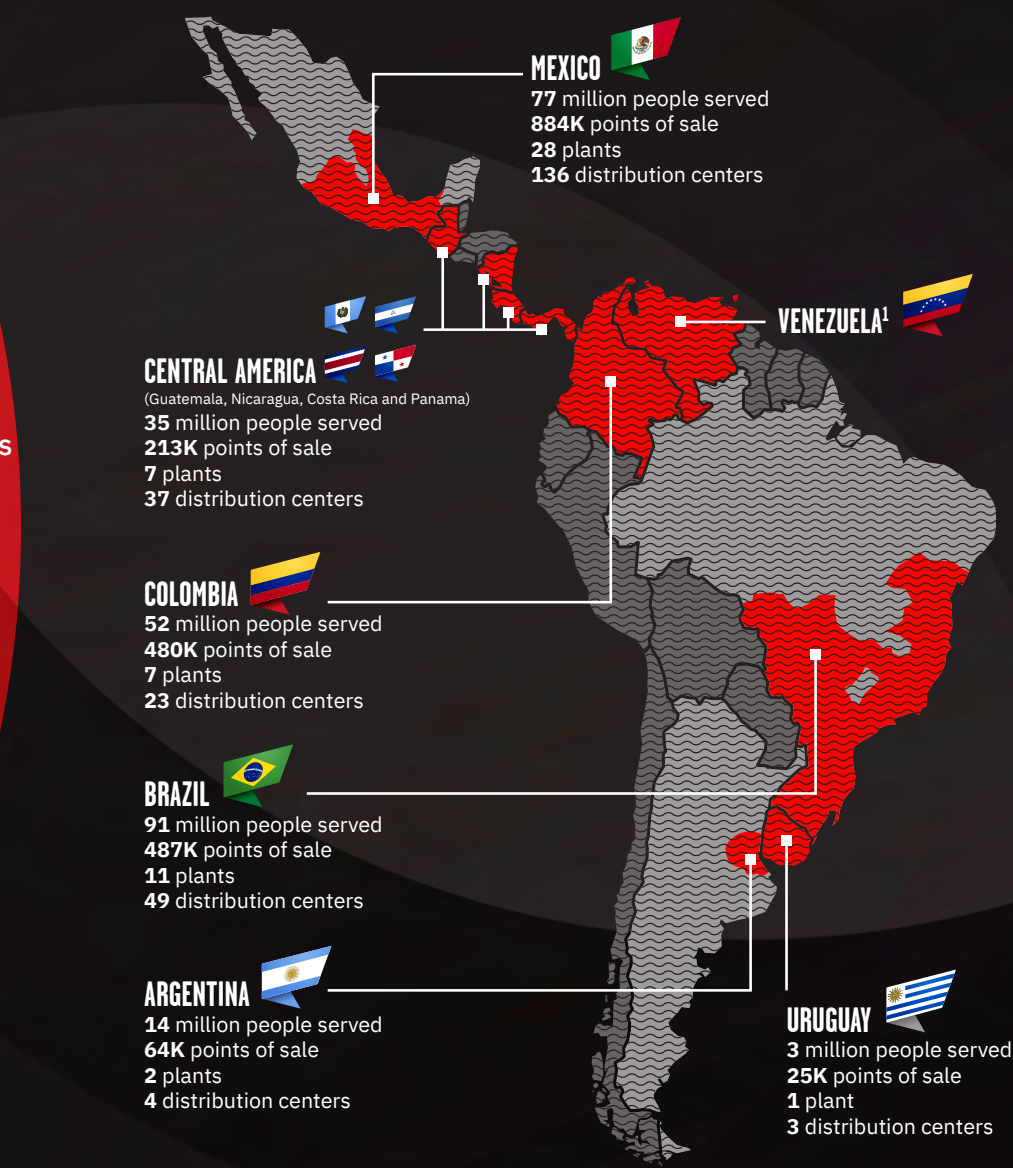 MEXICO
77 million people served
884K points of sale
28 plants
136 distribution centers
VENEZUELA¹
CENTRAL AMERICA
(Guatemala, Nicaragua, Costa Rica and Panama)
35 million people served
213K points of sale
7 plants
37 distribution centers
S
COLOMBIA
52 million people served
480K points of sale
7 plants
23 distribution centers
BRAZIL
91 million people served
487K points of sale
11 plants
49 distribution centers
ARGENTINA
14 million people served
64K points of sale
2 plants
4 distribution centers
URUGUAY
3 million people served
25K points of sale
1 plant
3 distribution centers